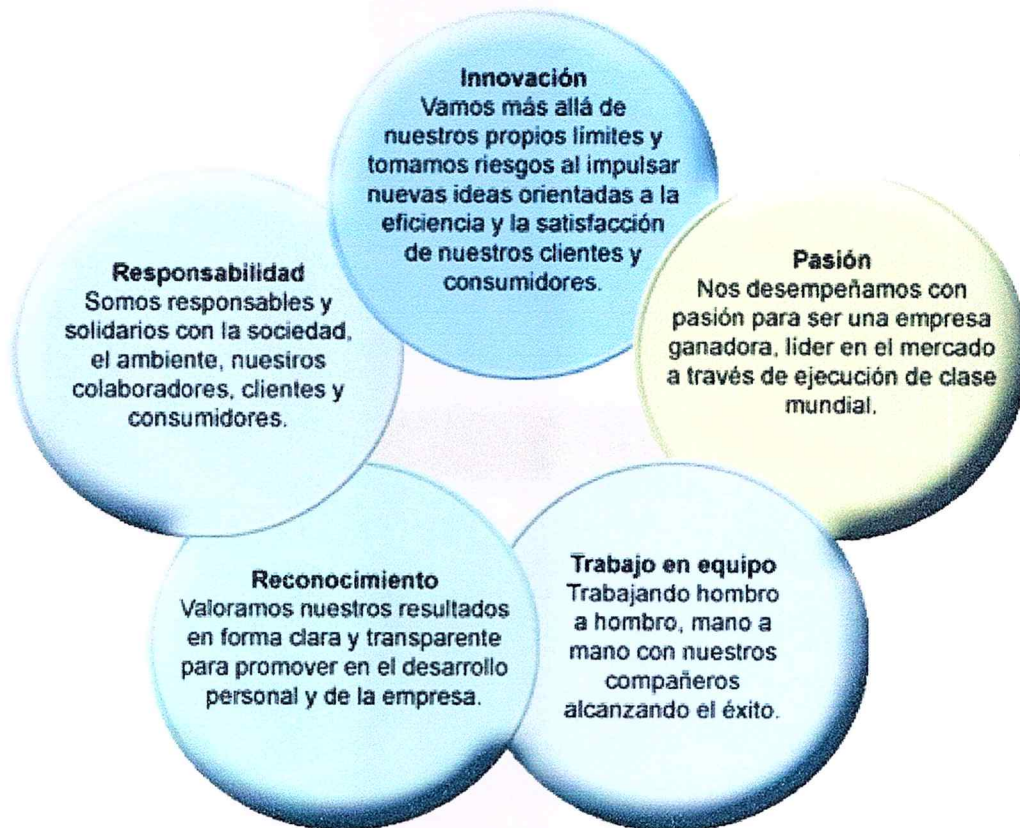 Innovación
Vamos más allá de
nuestros propios límites y
tomamos riesgos al impulsar
nuevas ideas orientadas a la
eficiencia y la satisfacción
de nuestros clientes y
consumidores.
Pasión
Nos desempeñamos con
pasión para ser una empresa
ganadora, líder en el mercado
a través de ejecución de clase
mundial.
Trabajo en equipo
Trabajando hombro
a hombro, mano a
mano con nuestros
compañeros
alcanzando el éxito.
Reconocimiento
Valoramos nuestros resultados
en forma clara y transparente
para promover en el desarrollo
personal y de la empresa.
Responsabilidad
Somos responsables y
solidarios con la sociedad,
el ambiente, nuestros
colaboradores, clientes y
consumidores.